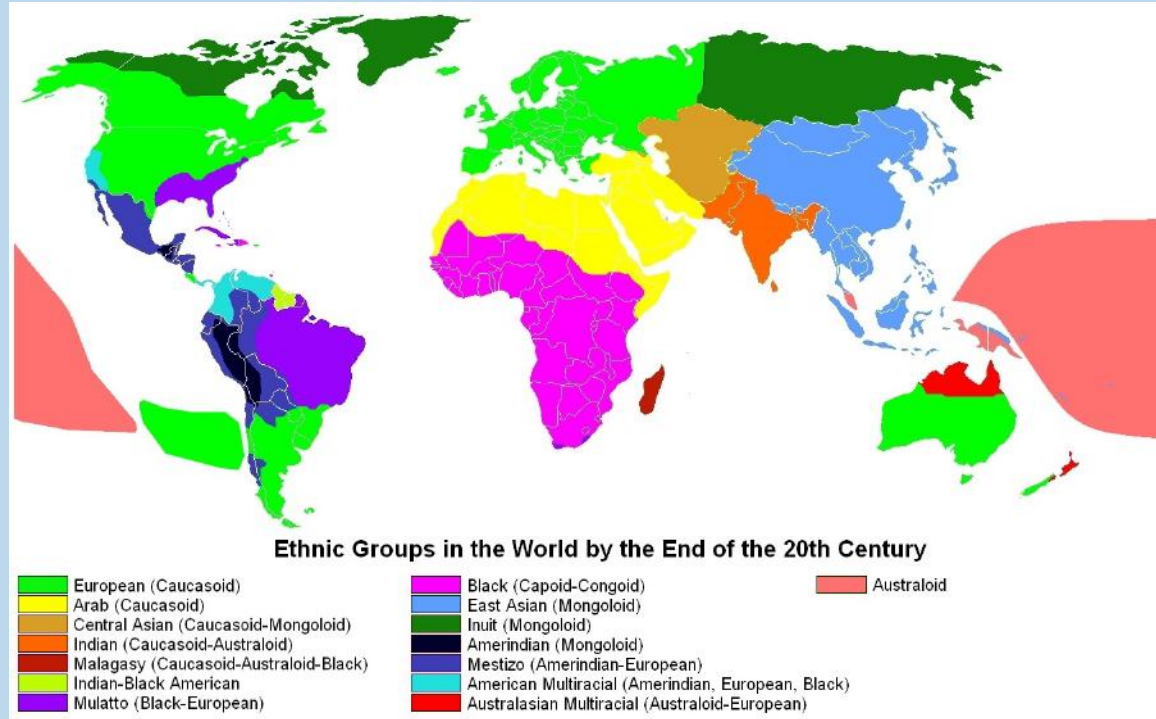 Ethnic Groups in the World by the End of the 20th Century
European (Caucasoid)
Arab (Caucasoid)
Central Asian (Caucasoid-Mongoloid)
Indian (Caucasoid-Australoid)
Malagasy (Caucasoid-Australoid-Black)
Indian-Black American
Mulatto (Black-European)
Black (Capoid-Congoid)
East Asian (Mongoloid)
Inuit (Mongoloid)
Amerindian (Mongoloid)
Mestizo (Amerindian-European)
American Multiracial (Amerindian, European, Black)
Australasian Multiracial (Australoid-European)
Australoid